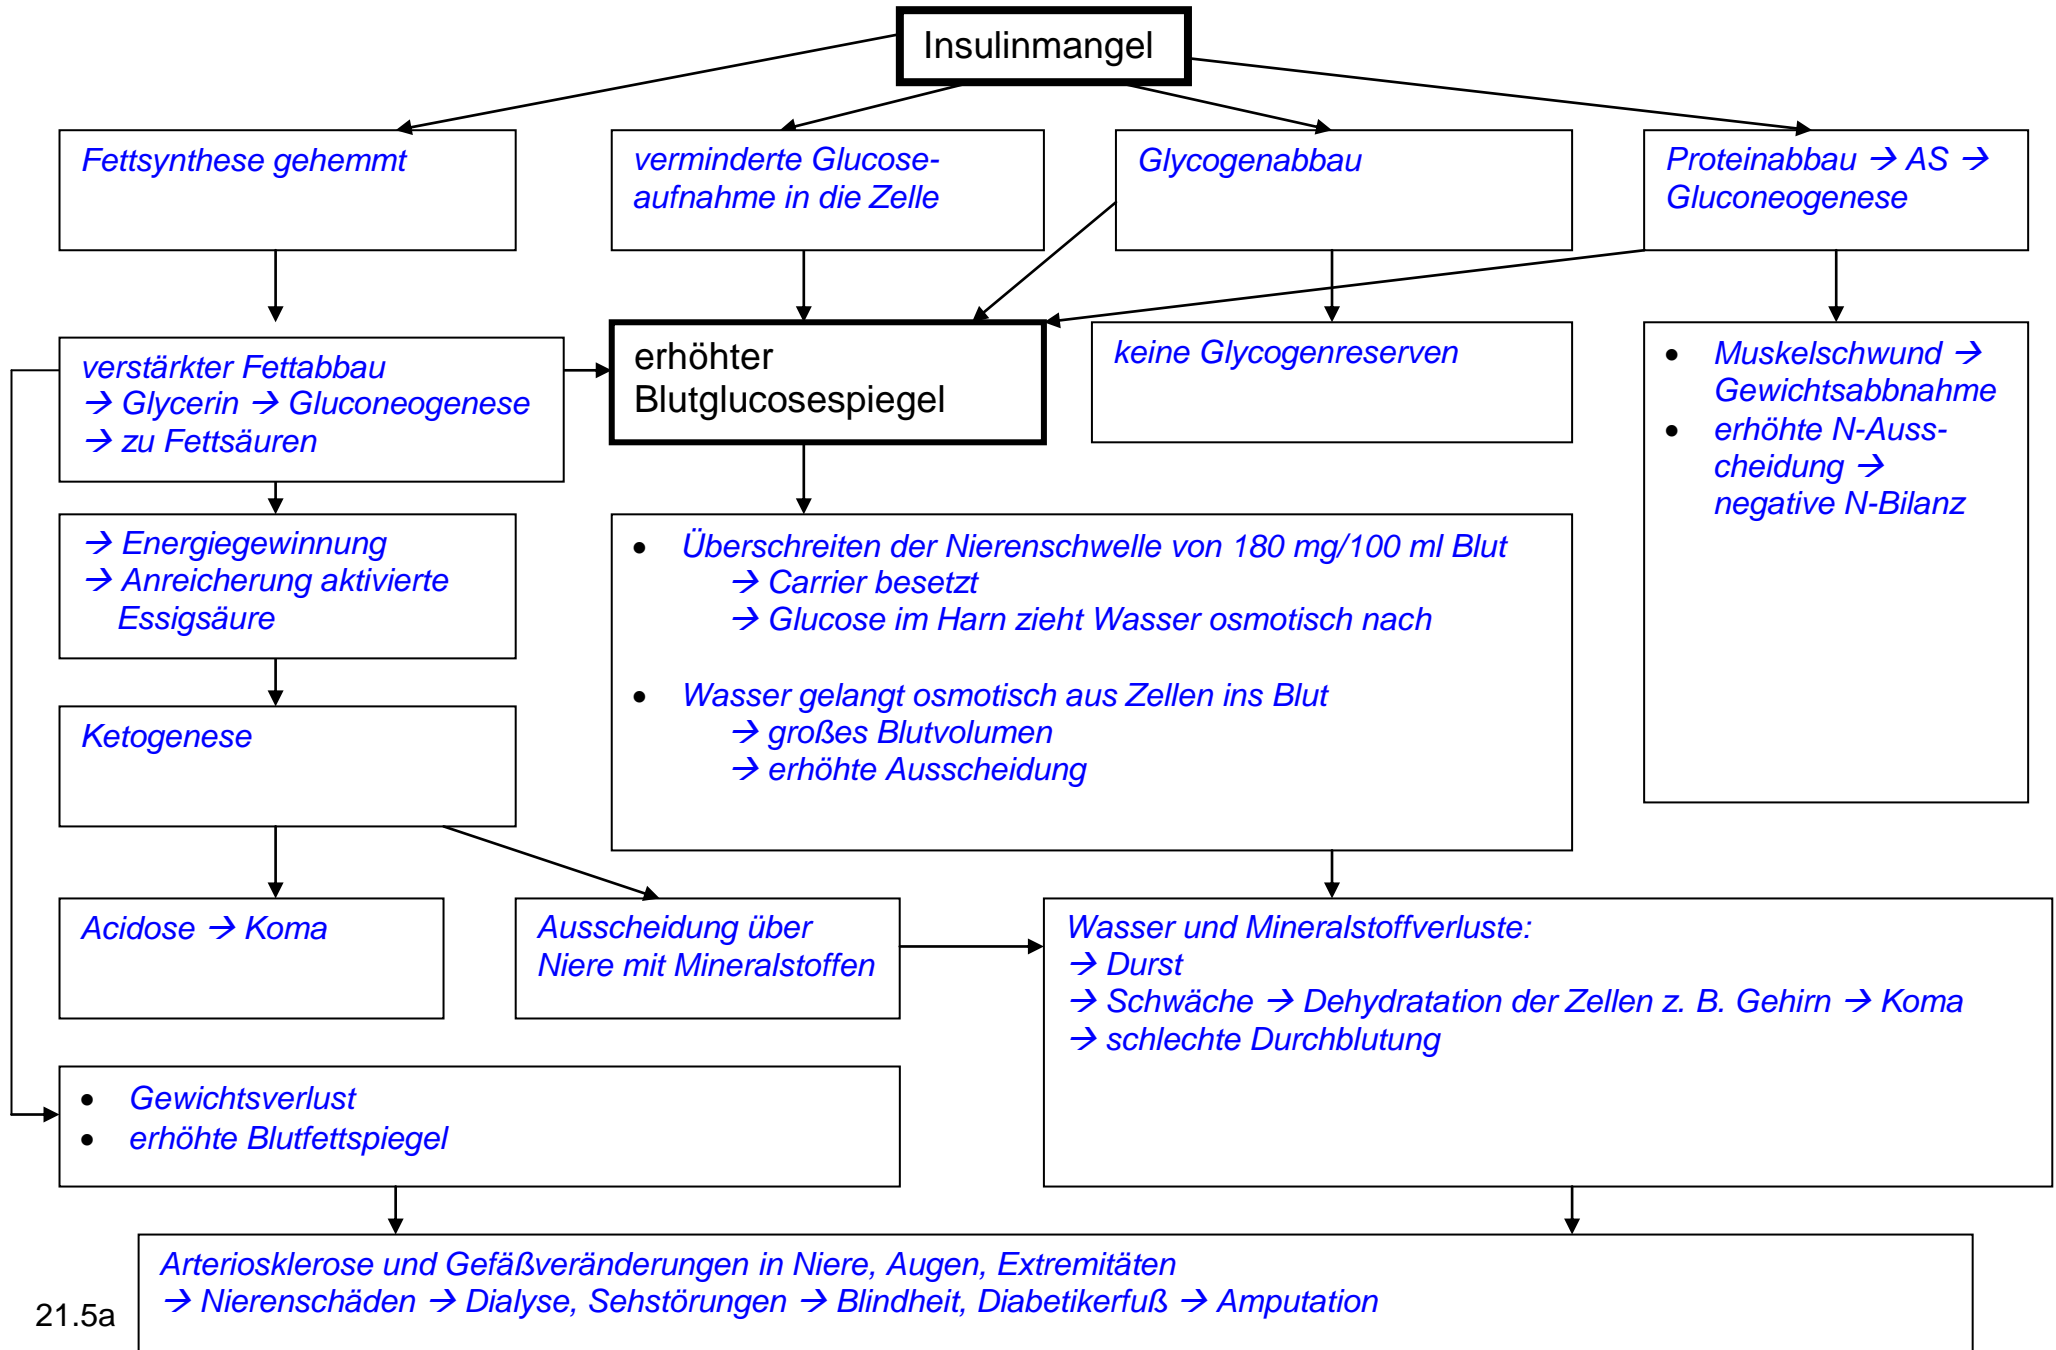 Insulinmangel
Fettsynthese gehemmt
verminderte Glucose-
aufnahme in die Zelle
Glycogenabbau
Proteinabbau → AS →
Gluconeogenese
verstärkter Fettabbau
→ Glycerin → Gluconeogenese
→ zu Fettsäuren
erhöhter
Blutglucosespiegel
keine Glycogenreserven
• Muskelschwund →
Gewichtsabbnahme
• erhöhte N-Auss-
cheidung →
negative N-Bilanz
→ Energiegewinnung
→ Anreicherung aktivierte
Essigsäure
• Überschreiten der Nierenschwelle von 180 mg/100 ml Blut
→ Carrier besetzt
→ Glucose im Harn zieht Wasser osmotisch nach
• Wasser gelangt osmotisch aus Zellen ins Blut
→ großes Blutvolumen
→ erhöhte Ausscheidung
Ketogenese
Acidose → Koma
Ausscheidung über
Niere mit Mineralstoffen
Wasser und Mineralstoffverluste:
→ Durst
→ Schwäche → Dehydratation der Zellen z. B. Gehirn → Koma
→ schlechte Durchblutung
• Gewichtsverlust
• erhöhte Blutfettspiegel
Arteriosklerose und Gefäßveränderungen in Niere, Augen, Extremitäten
→ Nierenschäden → Dialyse, Sehstörungen → Blindheit, Diabetikerfuß → Amputation
21.5a